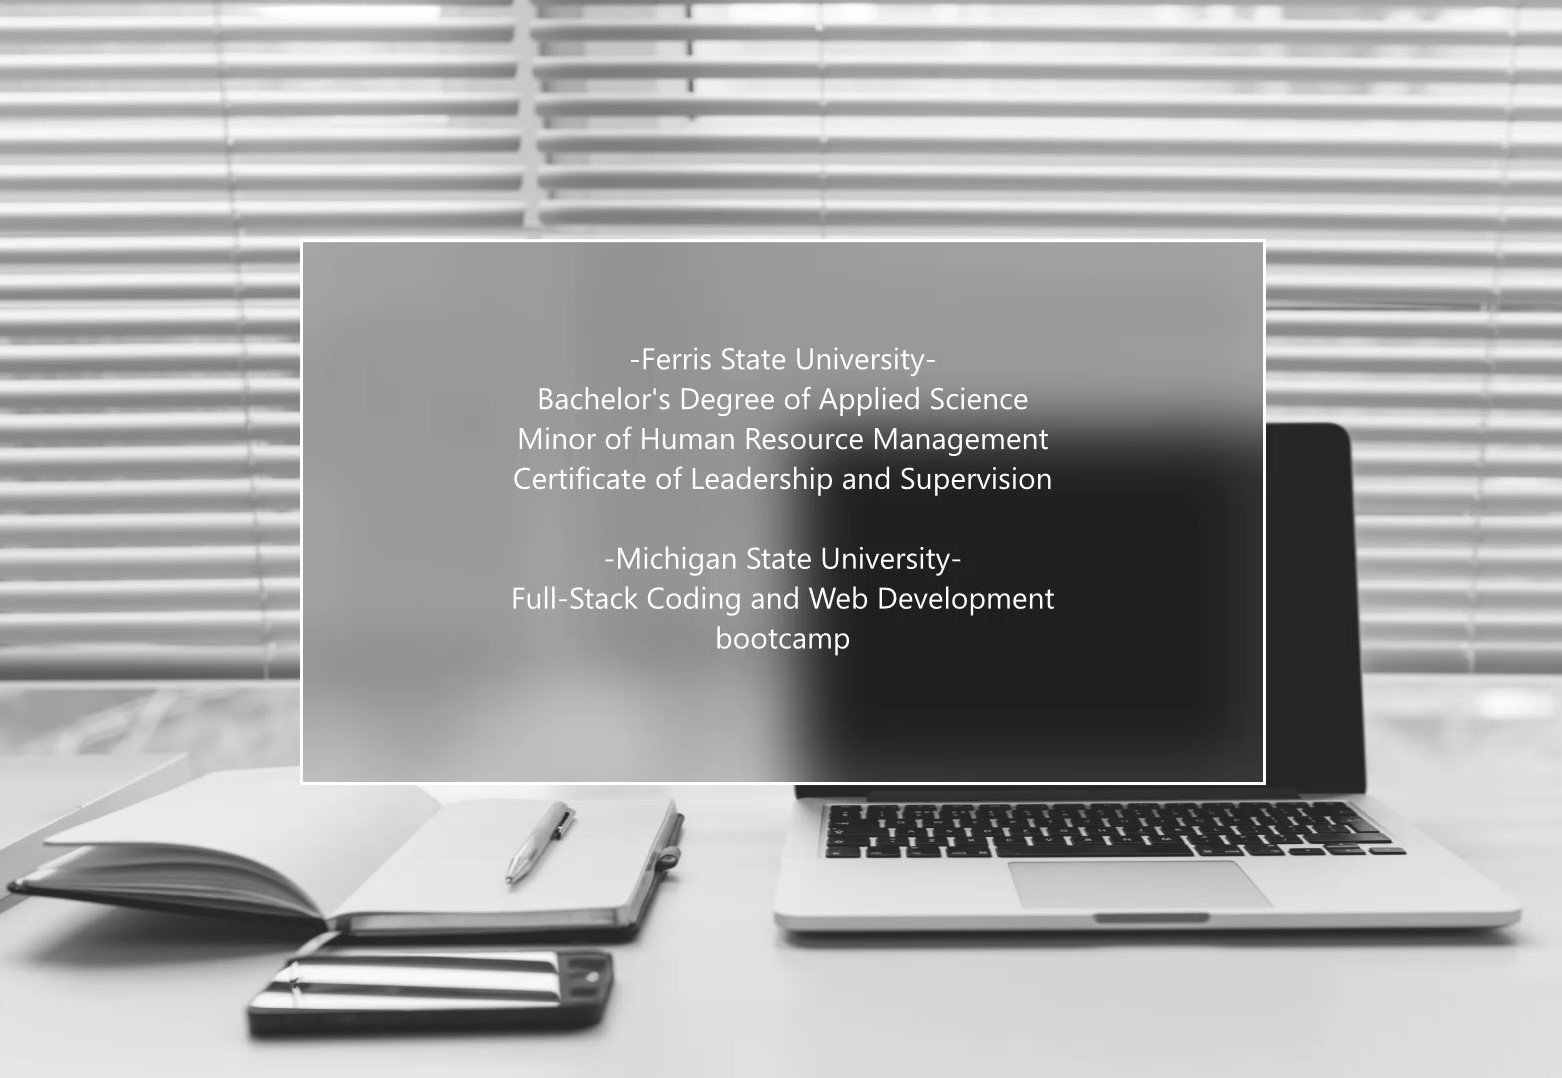 -Ferris State University-
Bachelor's Degree of Applied Science
Minor of Human Resource Management
Certificate of Leadership and Supervision
-Michigan State University-
Full-Stack Coding and Web Development
bootcamp